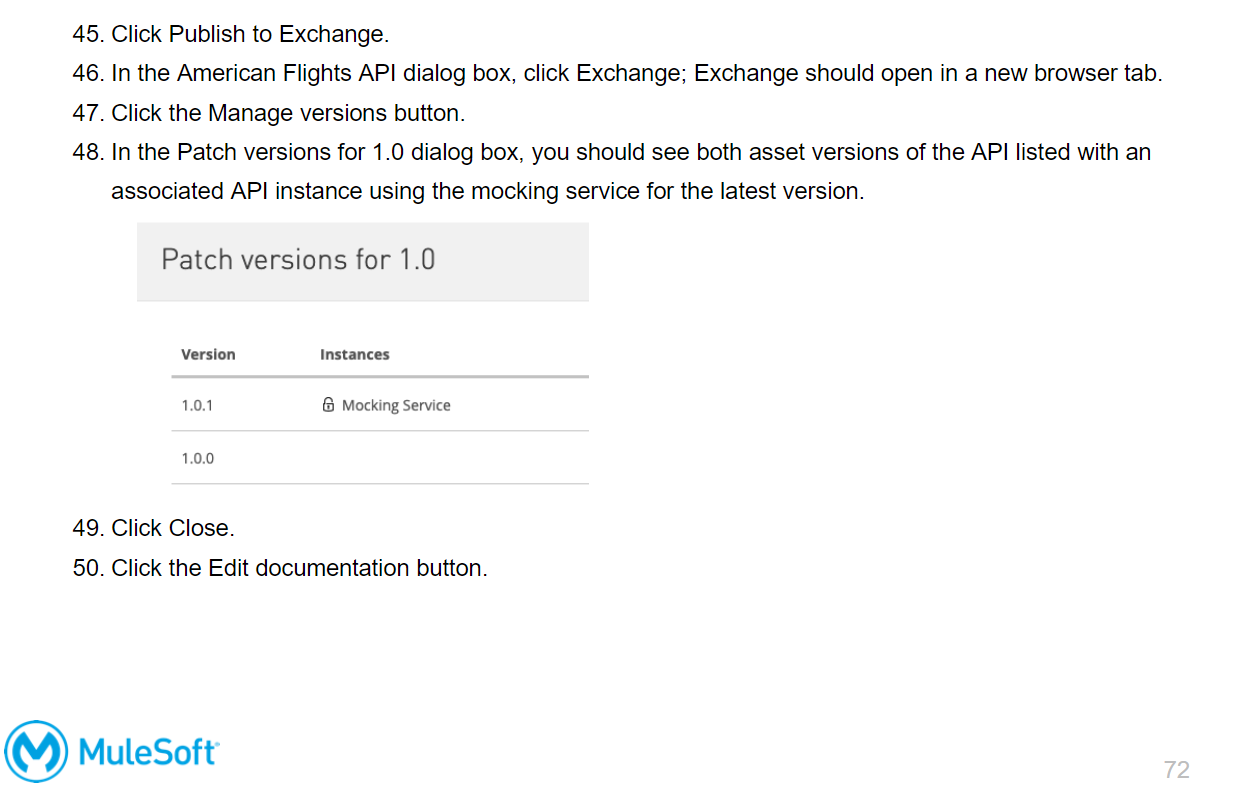 45. Click Publish to Exchange.
46. In the American Flights API dialog box, click Exchange; Exchange should open in a new browser tab.
47. Click the Manage versions button.
48. In the Patch versions for 1.0 dialog box, you should see both asset versions of the API listed with an
associated API instance using the mocking service for the latest version.
Patch versions for 1.0
Version Instances
1.0.1 Mocking Service
1.0.0
49. Click Close.
50. Click the Edit documentation button.
MuleSoft
72